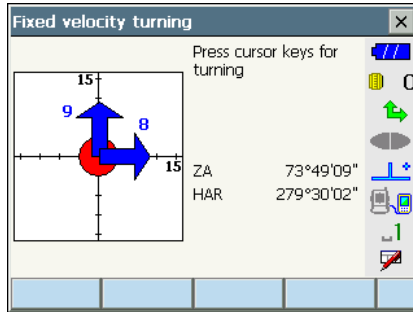 Fixed velocity turning
Press cursor keys for
turning
15
9
8
15
0
ZA 73°49'09"
HAR 279°30'02"
1